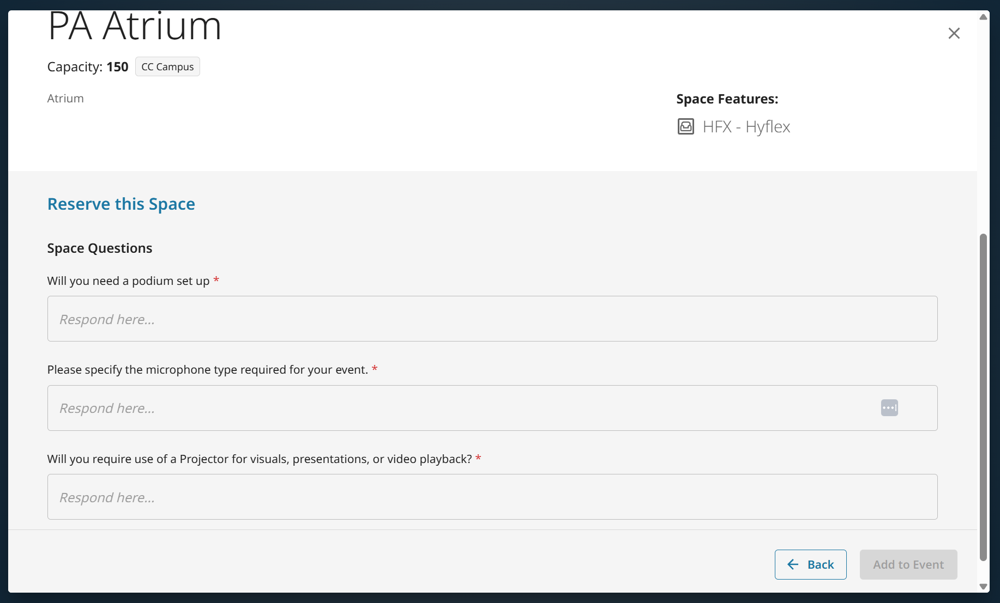 PA Atrium
Capacity: 150 CC Campus
Atrium
Space Features:
HFX - Hyflex
Reserve this Space
Space Questions
Will you need a podium set up *
Respond here...
Please specify the microphone type required for your event. *
Respond here...
Will you require use of a Projector for visuals, presentations, or video playback? *
Respond here...
Back
Add to Event